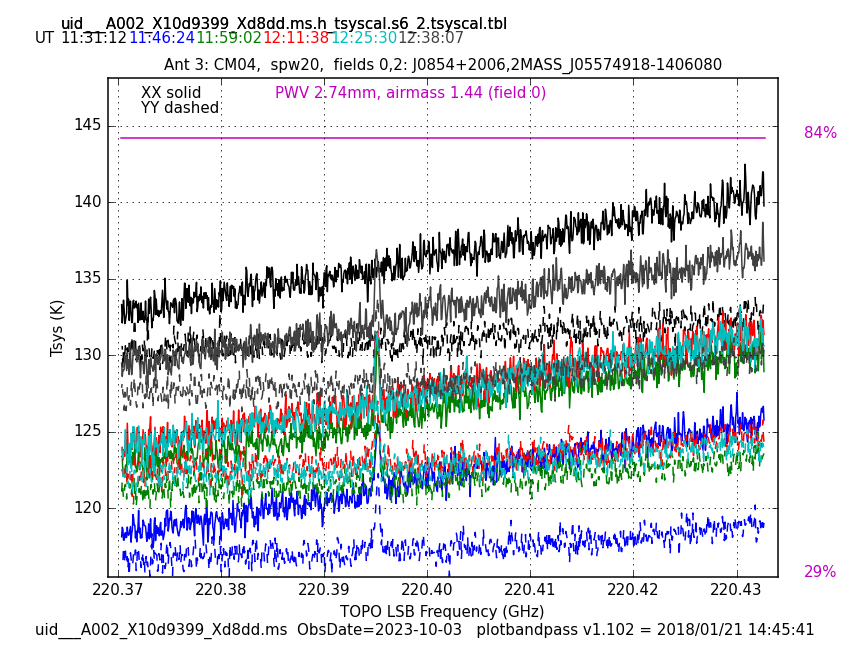 uid___A002_X10d9399_Xd8dd.ms.h_tsyscal.s6_2.tsyscal.tbl
UT 11:31:12 11:46:24 11:59:02 12:11:38 12:25:30 12:38:07
Ant 3: CM04,  spw20,  fields 0,2: J0854+2006,2MASS_J05574918-1406080
XX solid
YY dashed
PWV 2.74mm, airmass 1.44 (field 0)
84%
29%
145
140
135
130
125
120
Tsys (K)
220.37 220.38 220.39 220.40 220.41 220.42 220.43
TOPO LSB Frequency (GHz)
uid___A002_X10d9399_Xd8dd.ms  ObsDate=2023-10-03   plotbandpass v1.102 = 2018/01/21 14:45:41